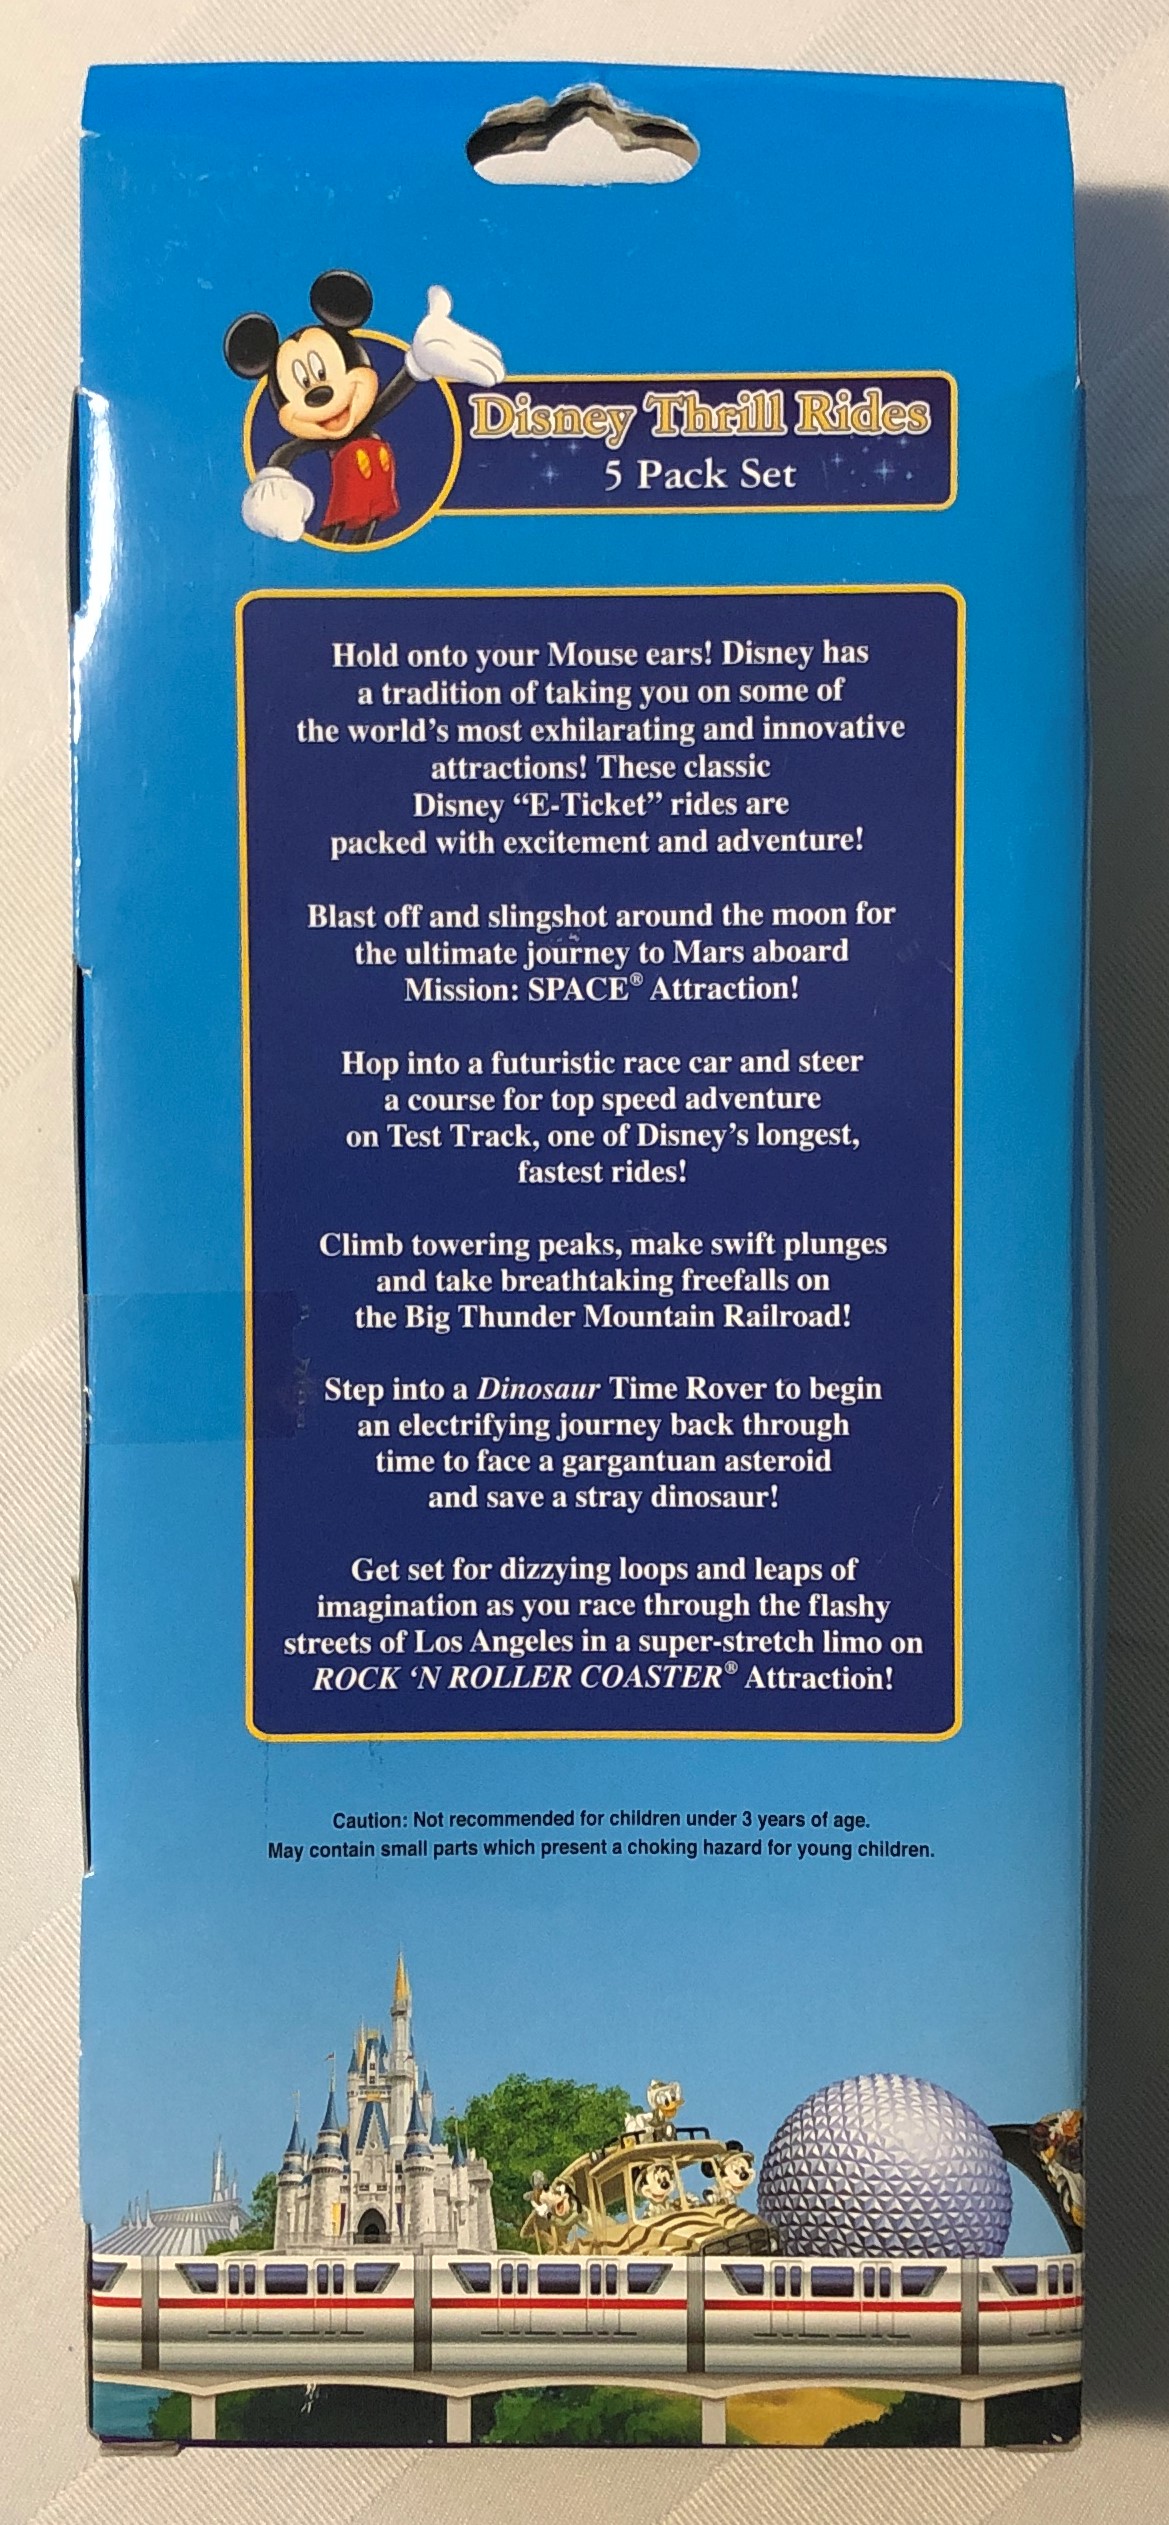 Disney Thrill Rides
5 Pack Set
Hold onto your Mouse ears! Disney has
a tradition of taking you on some of
the world's most exhilarating and innovative
attractions! These classic
Disney “E-Ticket” rides are
packed with excitement and adventure!
Blast off and slingshot around the moon for
the ultimate journey to Mars aboard
Mission: SPACE® Attraction!
Hop into a futuristic race car and steer
a course for top speed adventure
on Test Track, one of Disney's longest,
fastest rides!
Climb towering peaks, make swift plunges
and take breathtaking freefalls on
the Big Thunder Mountain Railroad!
Step into a Dinosaur Time Rover to begin
an electrifying journey back through
time to face a gargantuan asteroid
and save a stray dinosaur!
Get set for dizzying loops and leaps of
imagination as you race through the flashy
streets of Los Angeles in a super-stretch limo on
ROCK ‘N ROLLER COASTER® Attraction!
Caution: Not recommended for children under 3 years of age.
May contain small parts which present a choking hazard for young children.